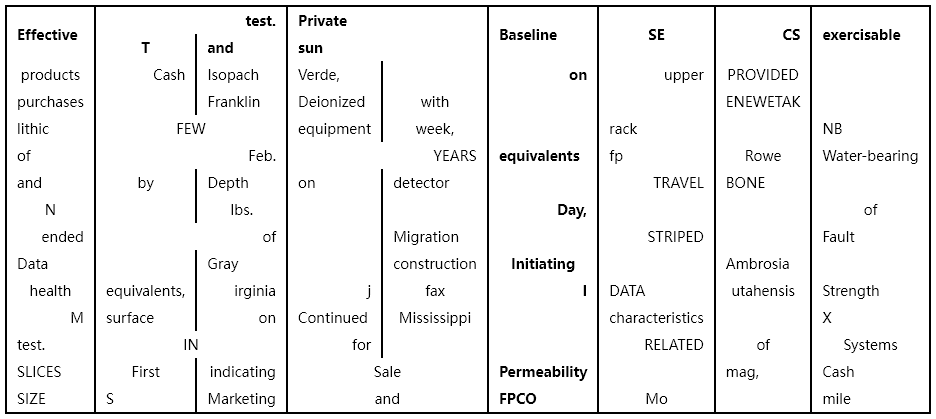 Effective test. Private Baseline SE CS exercisable
T and sun
products Cash Isopach Verde, on upper PROVIDED
purchases Franklin Deionized with ENEWETAK
lithic FEW equipment week, rack NB
of Feb. YEARS equivalents fp Rowe Water-bearing
and by Depth on detector TRAVEL BONE
N lbs. Day, of
ended of Migration STRIPED Fault
Data Gray construction Initiating Ambrosia
health equivalents, irginia j fax I DATA utahensis Strength
M surface on Continued Mississippi characteristics X
test. IN for RELATED of Systems
SLICES First indicating Sale Permeability mag, Cash
SIZE S Marketing and FPCO Mo mile